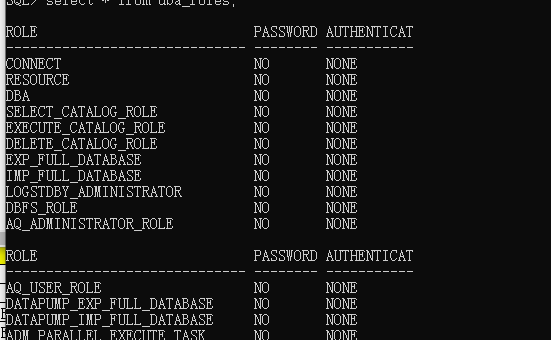 SQL> select * from dba_roles;
ROLE PASSWORD AUTHENTICAT
------------------------------ -------- -----------
CONNECT NO NONE
RESOURCE NO NONE
DBA NO NONE
SELECT_CATALOG_ROLE NO NONE
EXECUTE_CATALOG_ROLE NO NONE
DELETE_CATALOG_ROLE NO NONE
EXP_FULL_DATABASE NO NONE
IMP_FULL_DATABASE NO NONE
LOGSTDBY_ADMINISTRATOR NO NONE
DBFS_ROLE NO NONE
AQ_ADMINISTRATOR_ROLE NO NONE
ROLE PASSWORD AUTHENTICAT
------------------------------ -------- -----------
AQ_USER_ROLE NO NONE
DATAPUMP_EXP_FULL_DATABASE NO NONE
DATAPUMP_IMP_FULL_DATABASE NO NONE
ADM_PARALLEL_EXECUTE_TASK NO NONE